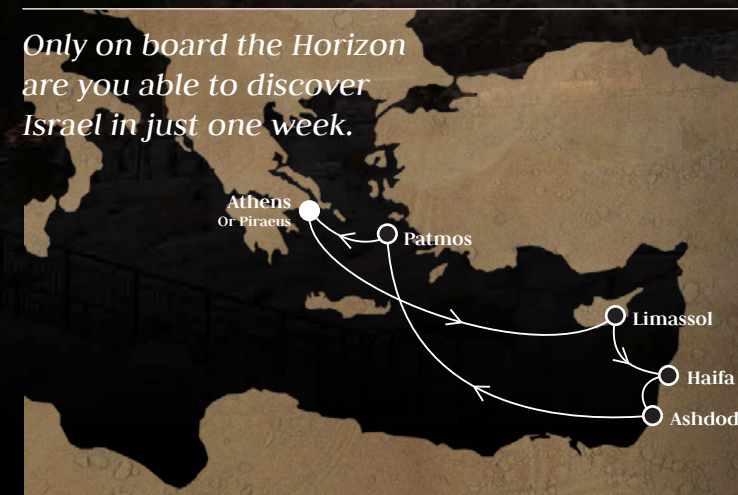 Only on board the Horizon
are you able to discover
Israel in just one week.
Athens
Or Piraeus
Patmos
Limassol
Haifa
Ashdod